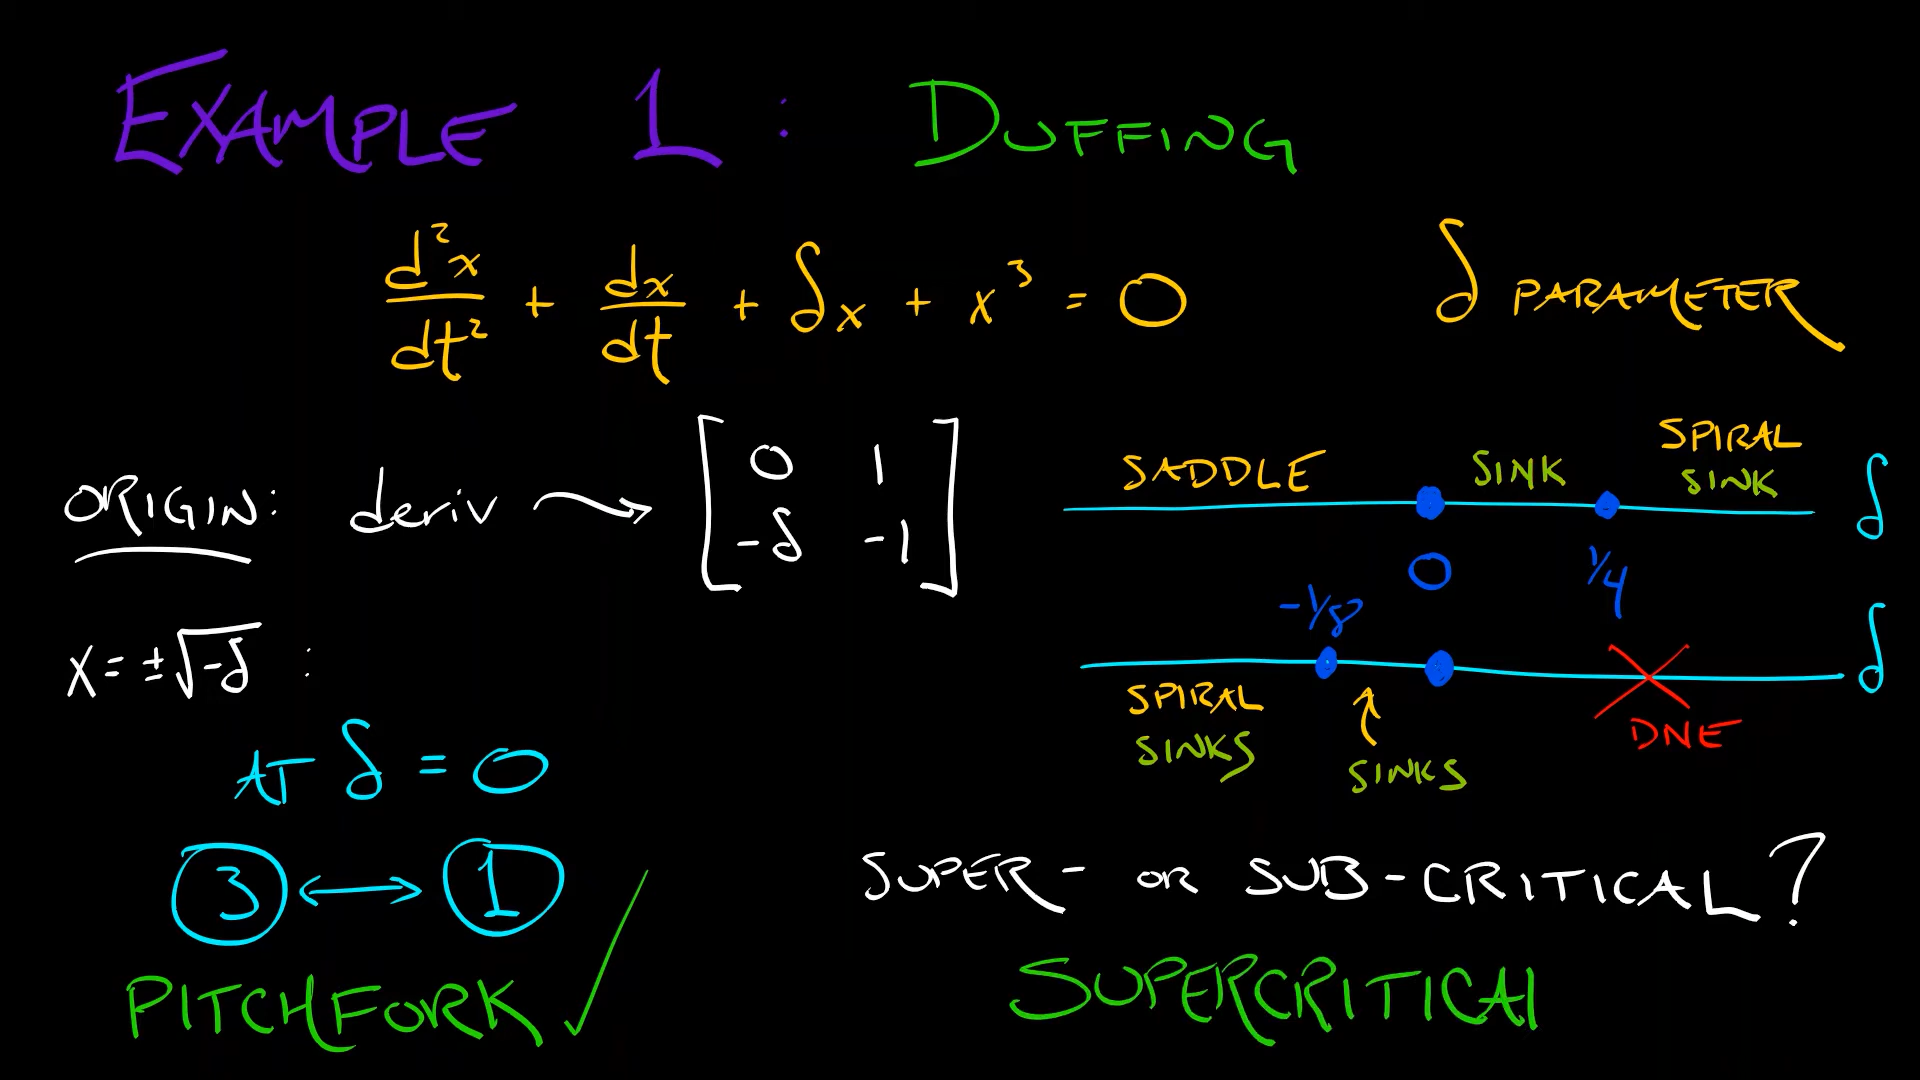 EXAMPLE 1 : DUFFING
d²x/dt² + dx/dt + δx + x³ = 0
δ PARAMETER
ORIGIN: deriv → [0 1; -δ -1]
SADDLE SINK SPIRAL SINK δ
0 1/4
x = ±√-δ :
-1/8 δ
SPIRAL SINKS SINKS DNE
AT δ = 0
3 ↔ 1
PITCHFORK ✓
SUPER- OR SUB-CRITICAL?
SUPERCRITICAl